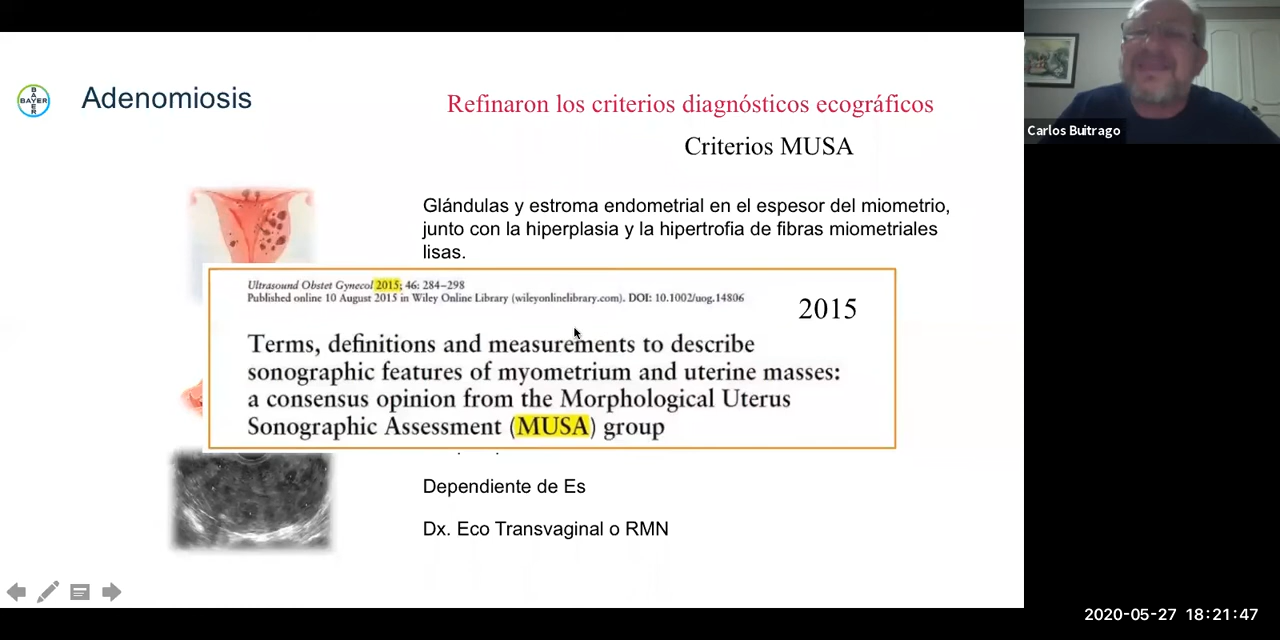 BAYER
Adenomiosis
Refinaron los criterios diagnósticos ecográficos
Criterios MUSA
Glándulas y estroma endometrial en el espesor del miometrio,
junto con la hiperplasia y la hipertrofia de fibras miometriales
lisas.
Ultrasound Obstet Gynecol 2015; 46: 284–298
Published online 10 August 2015 in Wiley Online Library (wileyonlinelibrary.com). DOI: 10.1002/uog.14806
2015
Terms, definitions and measurements to describe
sonographic features of myometrium and uterine masses:
a consensus opinion from the Morphological Uterus
Sonographic Assessment (MUSA) group
Dependiente de Es
Dx. Eco Transvaginal o RMN
Carlos Buitrago
2020-05-27 18:21:47